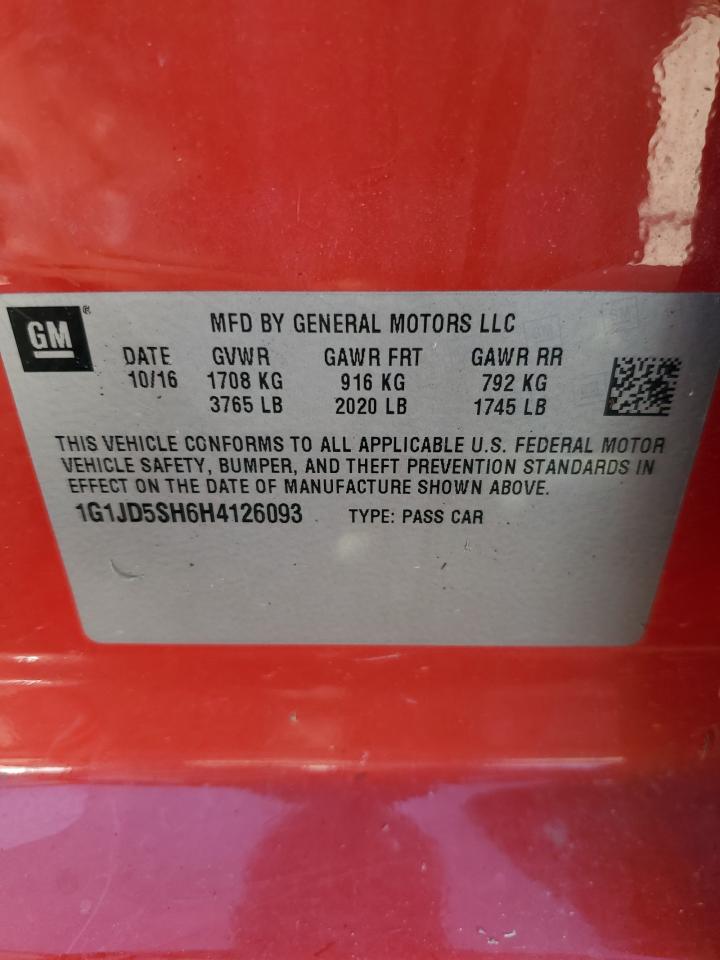 GM®
MFD BY GENERAL MOTORS LLC
DATE GVWR GAWR FRT GAWR RR
10/16 1708 KG 916 KG 792 KG
3765 LB 2020 LB 1745 LB
THIS VEHICLE CONFORMS TO ALL APPLICABLE U.S. FEDERAL MOTOR
VEHICLE SAFETY, BUMPER, AND THEFT PREVENTION STANDARDS IN
EFFECT ON THE DATE OF MANUFACTURE SHOWN ABOVE.
1G1JD5SH6H4126093 TYPE: PASS CAR